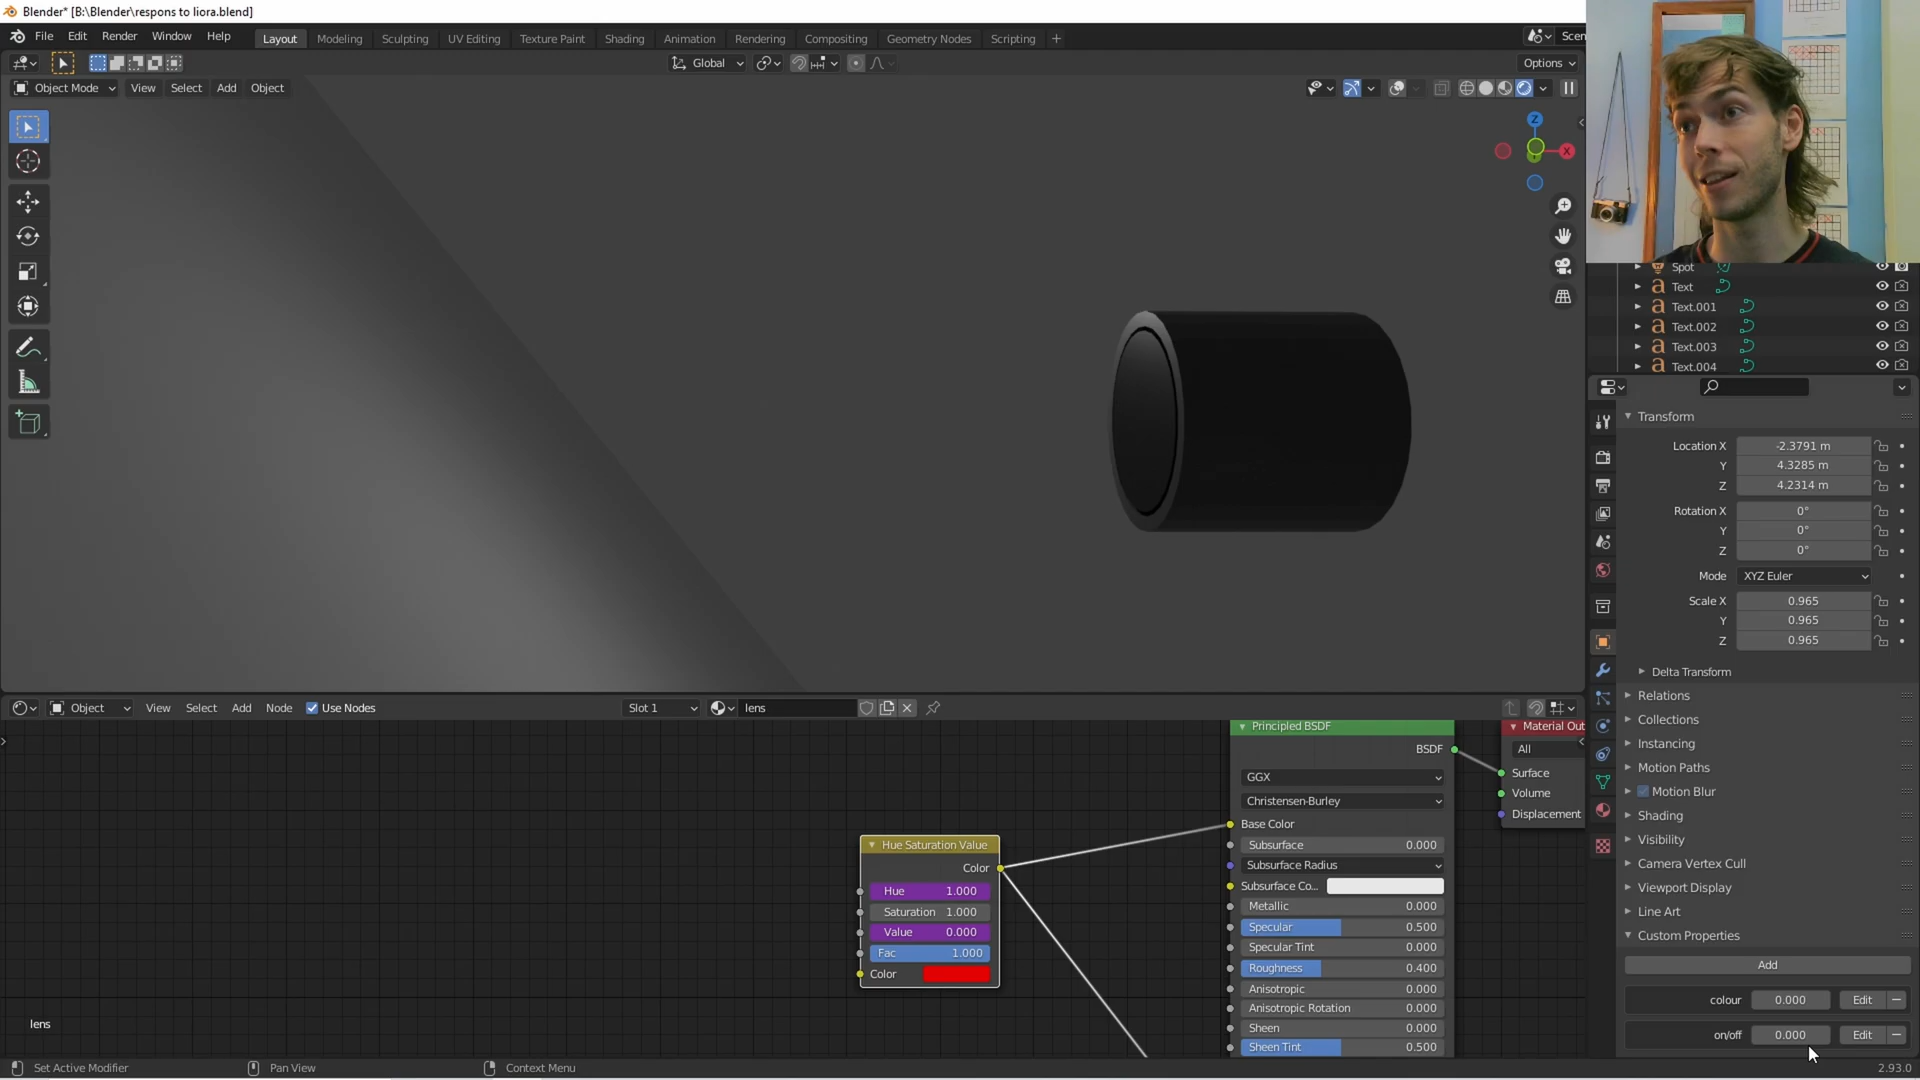 Blender* [B:\Blender\respons to liora.blend]
File Edit Render Window Help
Layout Modeling Sculpting UV Editing Texture Paint Shading Animation Rendering Compositing Geometry Nodes Scripting +
Scen
Global
Options
Object Mode View Select Add Object
Z
X
Spot
Text
Text.001
Text.002
Text.003
Text.004
Transform
Location X -2.3791 m
Y 4.3285 m
Z 4.2314 m
Rotation X 0°
Y 0°
Z 0°
Mode XYZ Euler
Scale X 0.965
Y 0.965
Z 0.965
Delta Transform
Relations
Collections
Instancing
Motion Paths
Motion Blur
Shading
Visibility
Camera Vertex Cull
Viewport Display
Line Art
Custom Properties
Add
colour 0.000 Edit
on/off 0.000 Edit
Object View Select Add Node Use Nodes Slot 1 lens
Principled BSDF
BSDF
GGX
Christensen-Burley
Base Color
Subsurface 0.000
Subsurface Radius
Subsurface Co...
Metallic 0.000
Specular 0.500
Specular Tint 0.000
Roughness 0.400
Anisotropic 0.000
Anisotropic Rotation 0.000
Sheen 0.000
Sheen Tint 0.500
Material Out
All
Surface
Volume
Displacement
Hue Saturation Value
Color
Hue 1.000
Saturation 1.000
Value 0.000
Fac 1.000
Color
lens
Set Active Modifier Pan View Context Menu 2.93.0